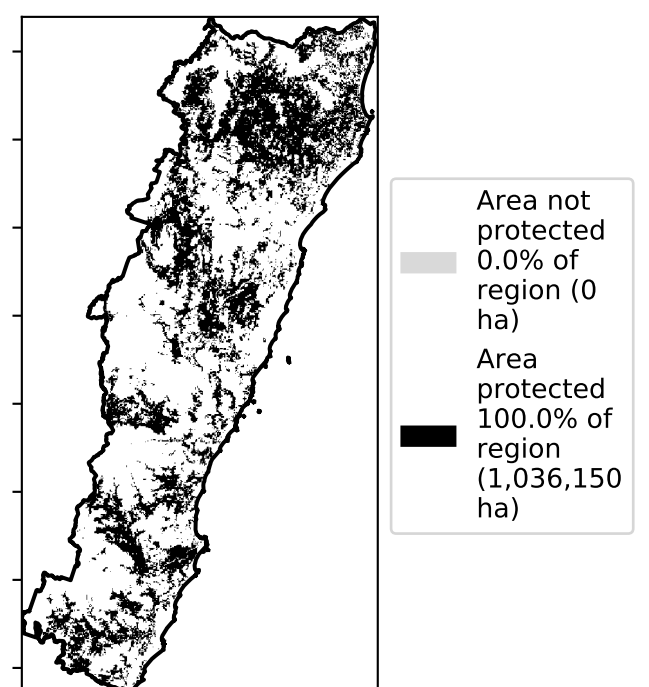 Area not
protected
0.0% of
region (0
ha)
Area
protected
100.0% of
region
(1,036,150
ha)